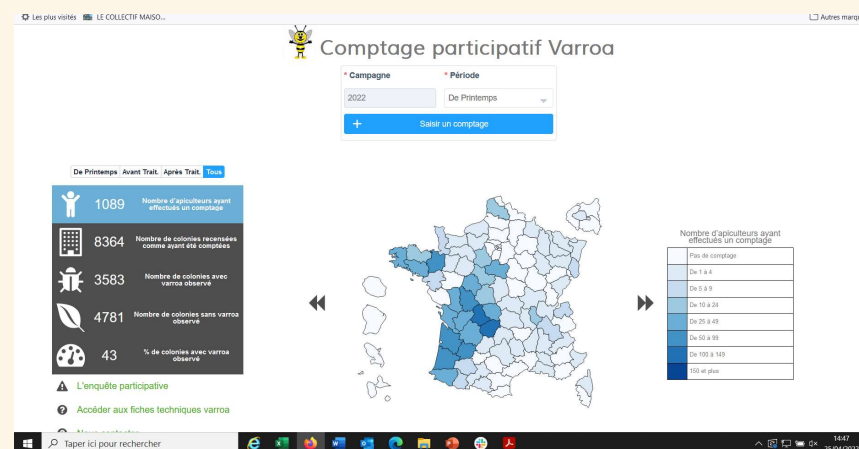 Les plus visités LE COLLECTIF MAISO... Autres marqu
Comptage participatif Varroa
* Campagne * Période
2022 De Printemps
+ Saisir un comptage
De Printemps Avant Trait. Après Trait. Tous
1089 Nombre d'apiculteurs ayant
effectués un comptage
8364 Nombre de colonies recensées
comme ayant été comptées
3583 Nombre de colonies avec
varroa observé
4781 Nombre de colonies sans varroa
observé
43 % de colonies avec varroa
observé
L'enquête participative
Accéder aux fiches techniques varroa
Nous contacter
Nombre d'apiculteurs ayant
effectués un comptage
Pas de comptage
De 1 à 4
De 5 à 9
De 10 à 24
De 25 à 49
De 50 à 99
De 100 à 149
150 et plus
Taper ici pour rechercher
14:47